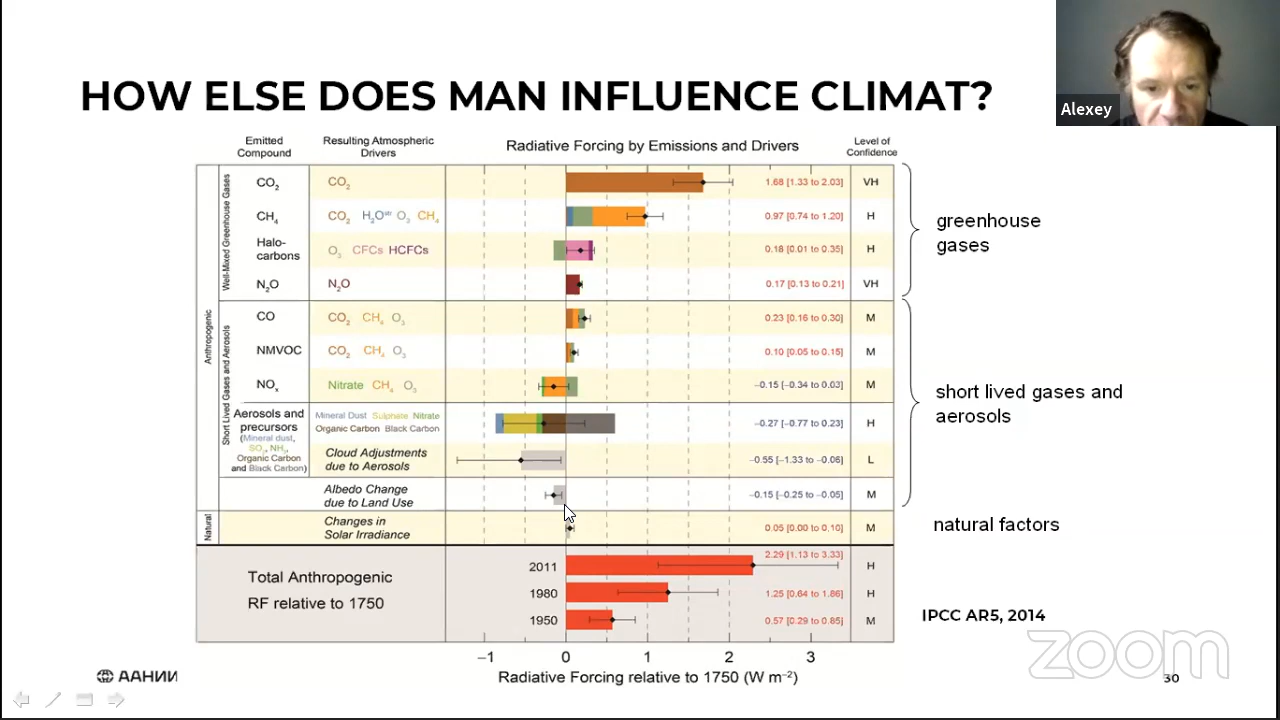 Alexey
HOW ELSE DOES MAN INFLUENCE CLIMAT?
Emitted
Compound
Resulting Atmospheric
Drivers
Radiative Forcing by Emissions and Drivers
Level of
Confidence
Anthropogenic
Well-Mixed Greenhouse Gases
CO₂ CO₂ 1.68 [1.33 to 2.03] VH
CH₄ CO₂ H₂Oˢᵗʳ O₃ CH₄ 0.97 [0.74 to 1.20] H
Halo-
carbons O₃ CFCs HCFCs 0.18 [0.01 to 0.35] H
N₂O N₂O 0.17 [0.13 to 0.21] VH
Short Lived Gases and Aerosols
CO CO₂ CH₄ O₃ 0.23 [0.16 to 0.30] M
NMVOC CO₂ CH₄ O₃ 0.10 [0.05 to 0.15] M
NOₓ Nitrate CH₄ O₃ −0.15 [−0.34 to 0.03] M
Aerosols and
precursors
(Mineral dust,
SO₂, NH₃,
Organic Carbon
and Black Carbon)
Mineral Dust Sulphate Nitrate
Organic Carbon Black Carbon
−0.27 [−0.77 to 0.23] H
Cloud Adjustments
due to Aerosols
−0.55 [−1.33 to −0.06] L
Albedo Change
due to Land Use
−0.15 [−0.25 to −0.05] M
Natural
Changes in
Solar Irradiance
0.05 [0.00 to 0.10] M
Total Anthropogenic
RF relative to 1750
2011 2.29 [1.13 to 3.33] H
1980 1.25 [0.64 to 1.86] H
1950 0.57 [0.29 to 0.85] M
−1 0 1 2 3
Radiative Forcing relative to 1750 (W m⁻²)
greenhouse
gases
short lived gases and
aerosols
natural factors
IPCC AR5, 2014
zoom
ААНИИ
30